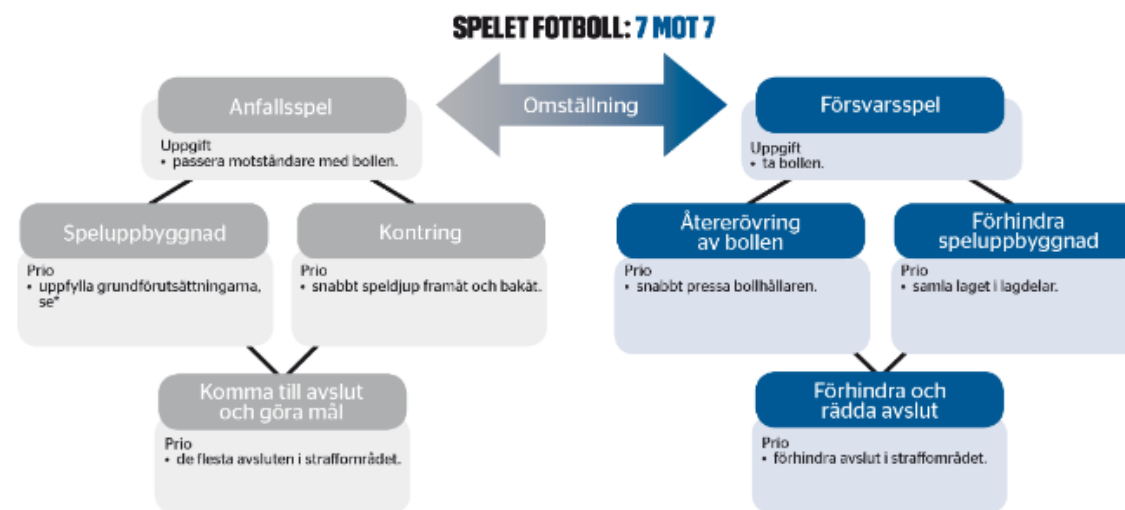 SPELET FOTBOLL: 7 MOT 7
Anfallsspel
Uppgift
• passera motståndare med bollen.
Omställning
Försvarsspel
Uppgift
• ta bollen.
Speluppbyggnad
Prio
• uppfylla grundförutsättningarna,
se*
Kontring
Prio
• snabbt speldjup framåt och bakåt.
Återerövring
av bollen
Prio
• snabbt pressa bollhållaren.
Förhindra
speluppbyggnad
Prio
• samla laget i lagdelar.
Komma till avslut
och göra mål
Prio
• de flesta avsluten i straffområdet.
Förhindra och
rädda avslut
Prio
• förhindra avslut i straffområdet.